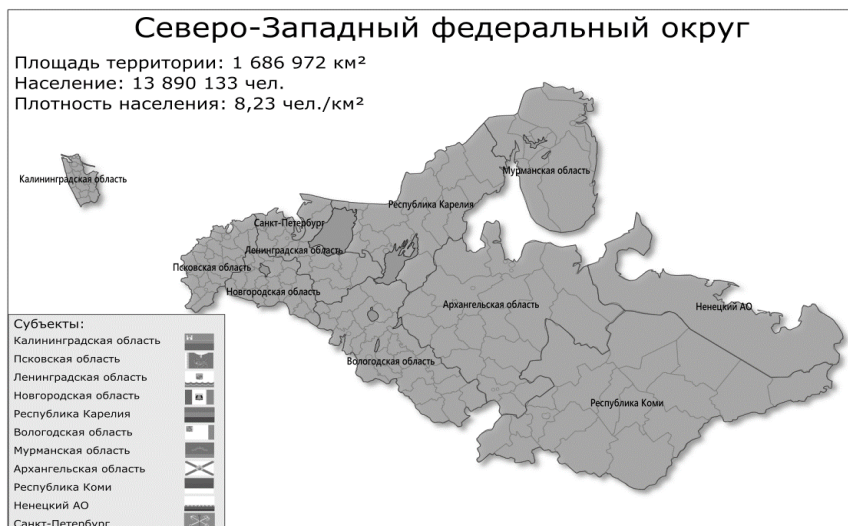 Северо-Западный федеральный округ
Площадь территории: 1 686 972 км²
Население: 13 890 133 чел.
Плотность населения: 8,23 чел./км²
Калининградская область
Мурманская область
Республика Карелия
Санкт-Петербург
Ленинградская область
Псковская область
Новгородская область
Архангельская область
Ненецкий АО
Вологодская область
Республика Коми
Субъекты:
Калининградская область
Псковская область
Ленинградская область
Новгородская область
Республика Карелия
Вологодская область
Мурманская область
Архангельская область
Республика Коми
Ненецкий АО
Санкт-Петербург